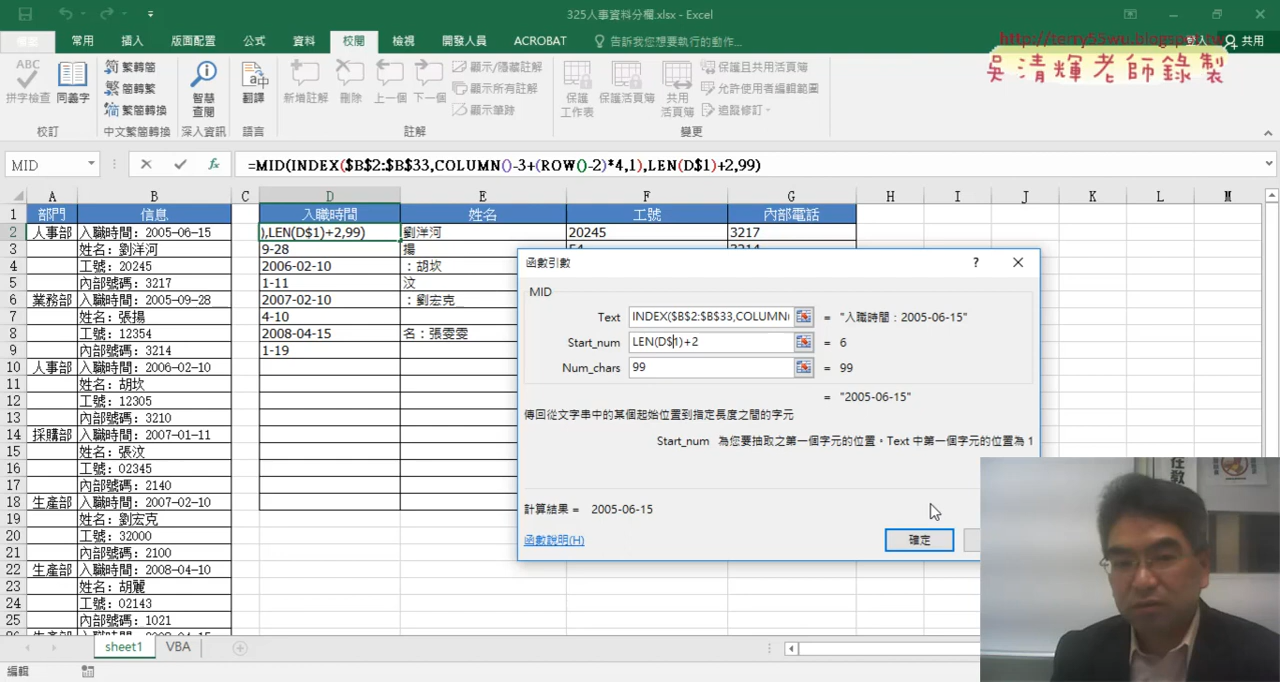 325人事資料分欄.xlsx - Excel
常用 插入 版面配置 公式 資料 校閱 檢視 開發人員 ACROBAT 告訴我您想要執行的動作... 共用
http://terry55wu.blogspot.tw
吳清輝老師錄製
ABC
拼字檢查 同義字 繁轉簡 簡轉繁 繁簡轉換 智慧查閱 翻譯 新增註解 刪除 上一個 下一個 顯示/隱藏註解 顯示所有註解 顯示筆跡 保護工作表 保護活頁簿 共用活頁簿 保護且共用活頁簿 允許使用者編輯範圍 追蹤修訂
校訂 中文繁簡轉換 深入資訊 語言 註解 變更
MID =MID(INDEX($B$2:$B$33,COLUMN()-3+(ROW()-2)*4,1),LEN(D$1)+2,99)
A B C D E F G H I J K L M
1 部門 信息 入職時間 姓名 工號 內部電話
2 人事部 入職時間：2005-06-15 ),LEN(D$1)+2,99) 劉洋河 20245 3217
3 姓名：劉洋河 9-28 揚
4 工號：20245 2006-02-10 ：胡坎
5 內部號碼：3217 1-11 汶
6 業務部 入職時間：2005-09-28 2007-02-10 ：劉宏克
7 姓名：張揚 4-10
8 工號：12354 2008-04-15 名：張雯雯
9 內部號碼：3214 1-19
10 人事部 入職時間：2006-02-10
11 姓名：胡坎
12 工號：12305
13 內部號碼：3210
14 採購部 入職時間：2007-01-11
15 姓名：張汶
16 工號：02345
17 內部號碼：2140
18 生產部 入職時間：2007-02-10
19 姓名：劉宏克
20 工號：32000
21 內部號碼：2100
22 生產部 入職時間：2008-04-10
23 姓名：胡麗
24 工號：02143
25 內部號碼：1021
函數引數 ?
MID
Text INDEX($B$2:$B$33,COLUMN( = "入職時間：2005-06-15"
Start_num LEN(D$1)+2 = 6
Num_chars 99 = 99
= "2005-06-15"
傳回從文字串中的某個起始位置到指定長度之間的字元
Start_num 為您要抽取之第一個字元的位置。Text 中第一個字元的位置為 1
計算結果 = 2005-06-15
函數說明(H) 確定
sheet1 VBA
編輯